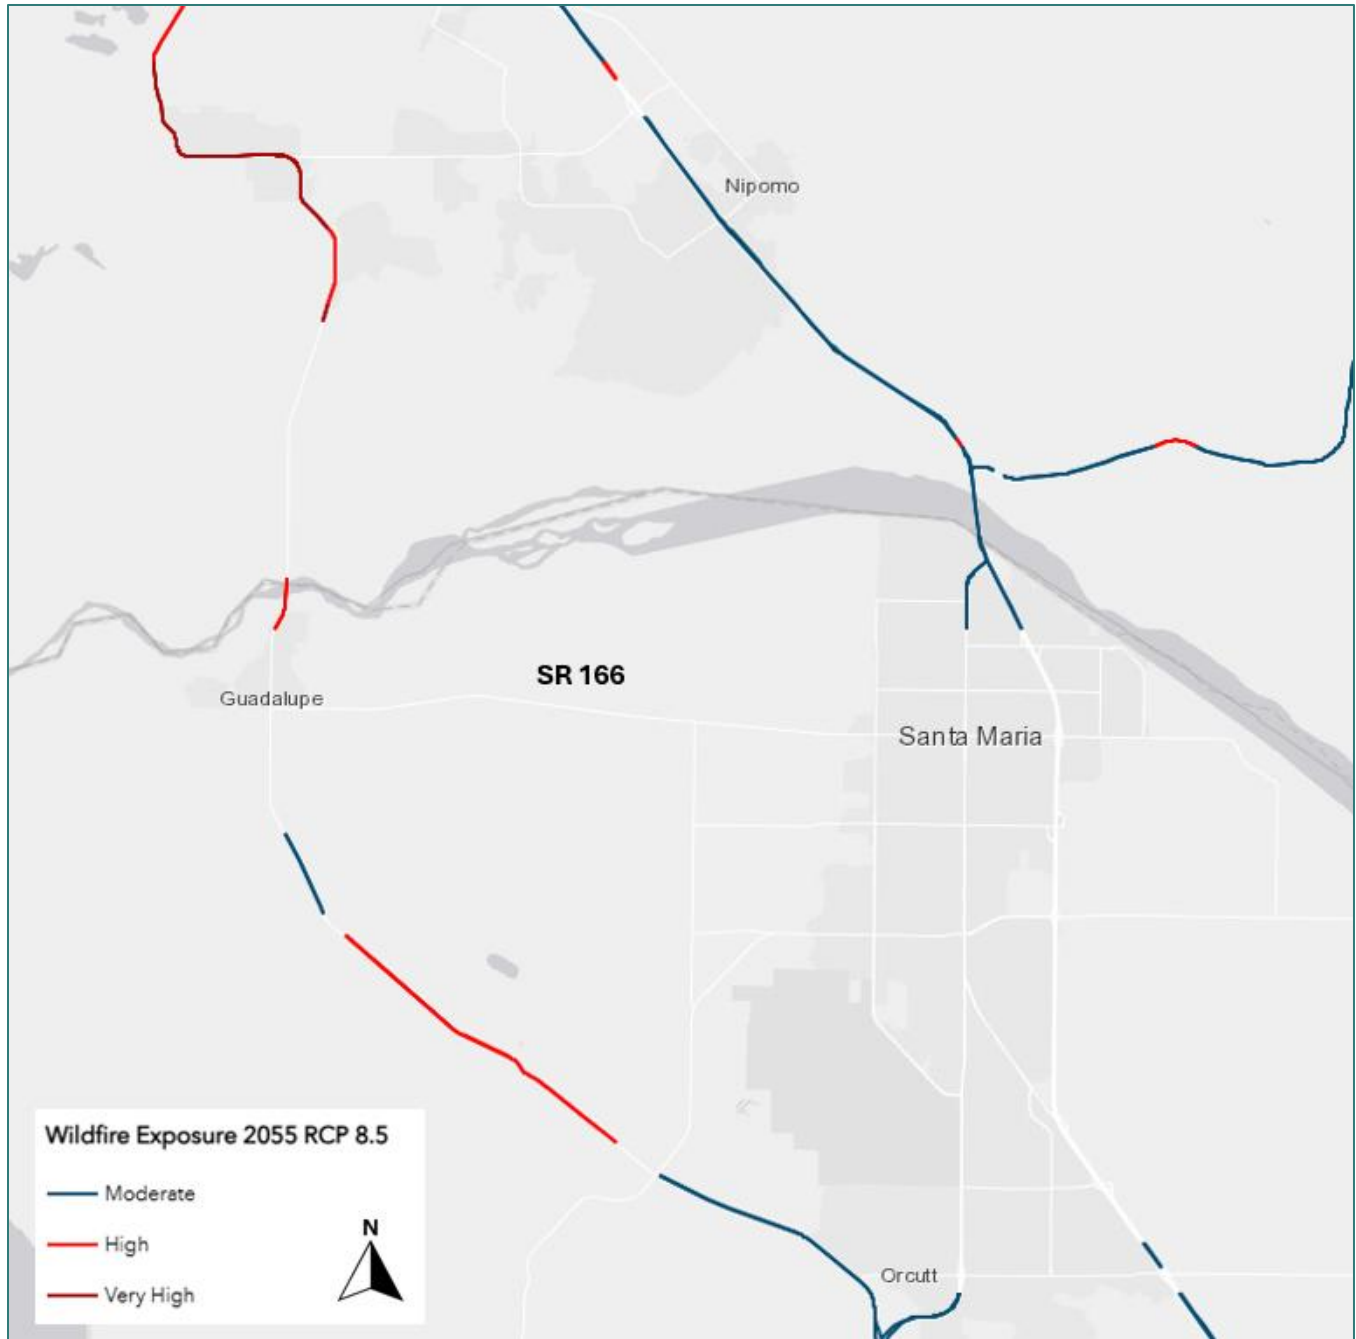 Nipomo
SR 166
Guadalupe
Santa Maria
Wildfire Exposure 2055 RCP 8.5
Moderate
High
Very High
N
Orcutt